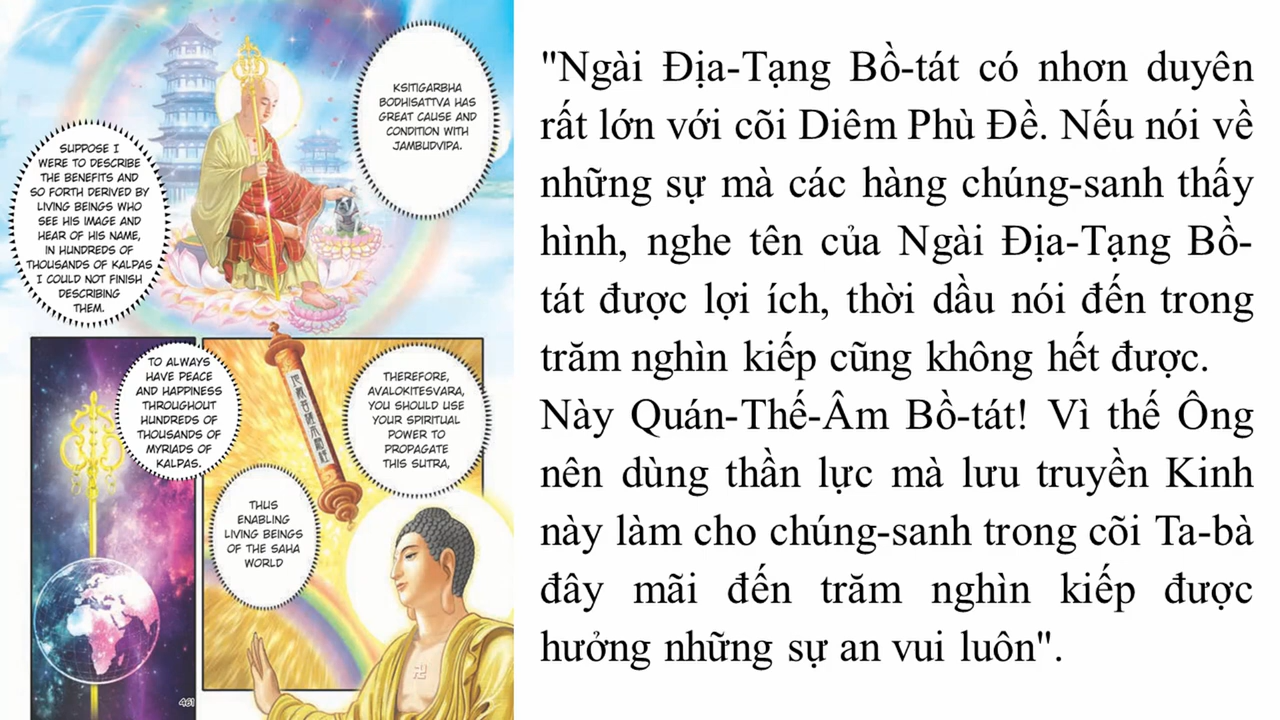 KSITIGARBHA
BODHISATTVA HAS
GREAT CAUSE AND
CONDITION WITH
JAMBUDVIPA.
SUPPOSE I
WERE TO DESCRIBE
THE BENEFITS AND
SO FORTH DERIVED BY
LIVING BEINGS WHO
SEE HIS IMAGE AND
HEAR OF HIS NAME,
IN HUNDREDS OF
THOUSANDS OF KALPAS
I COULD NOT FINISH
DESCRIBING
THEM.
THEREFORE,
AVALOKITESVARA,
YOU SHOULD USE
YOUR SPIRITUAL
POWER TO
PROPAGATE
THIS SUTRA,
THUS
ENABLING
LIVING BEINGS
OF THE SAHA
WORLD
TO ALWAYS
HAVE PEACE
AND HAPPINESS
THROUGHOUT
HUNDREDS OF
THOUSANDS OF
MYRIADS OF
KALPAS.
卍
461
"Ngài Địa-Tạng Bồ-tát có nhơn duyên
rất lớn với cõi Diêm Phù Đề. Nếu nói về
những sự mà các hàng chúng-sanh thấy
hình, nghe tên của Ngài Địa-Tạng Bồ-
tát được lợi ích, thời dầu nói đến trong
trăm nghìn kiếp cũng không hết được.
Này Quán-Thế-Âm Bồ-tát! Vì thế Ông
nên dùng thần lực mà lưu truyền Kinh
này làm cho chúng-sanh trong cõi Ta-bà
đây mãi đến trăm nghìn kiếp được
hưởng những sự an vui luôn".